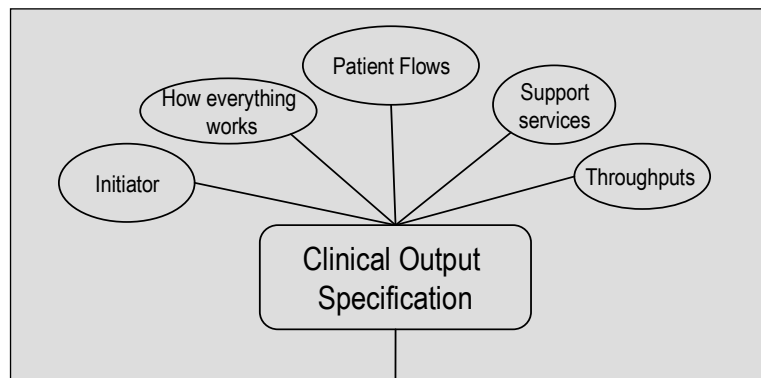 Patient Flows
How everything
works
Support
services
Initiator
Throughputs
Clinical Output
Specification